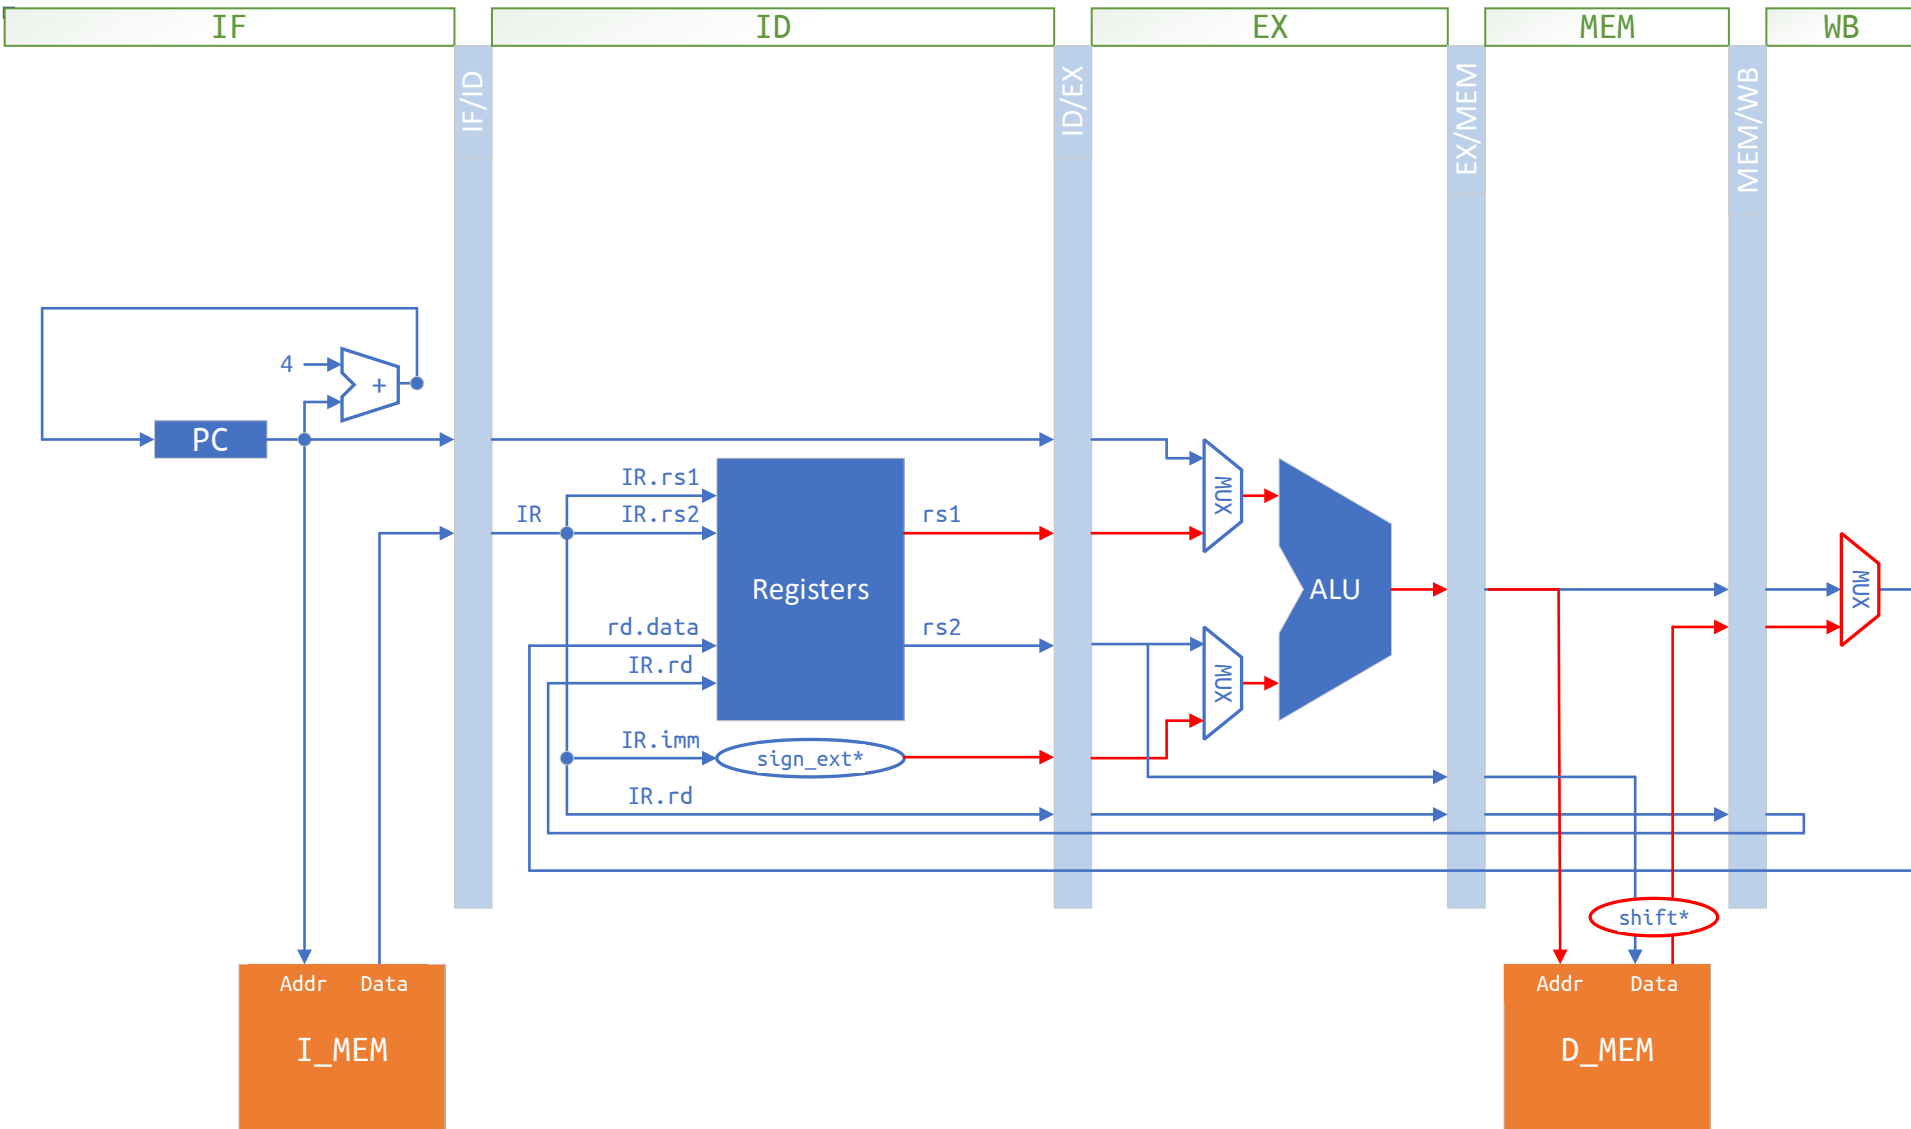 IF
ID
EX
MEM
WB
IF/ID
ID/EX
EX/MEM
MEM/WB
4
+
PC
IR
IR.rs1
IR.rs2
rd.data
IR.rd
IR.imm
IR.rd
Registers
sign_ext*
rs1
rs2
MUX
MUX
ALU
MUX
shift*
Addr Data
I_MEM
Addr Data
D_MEM